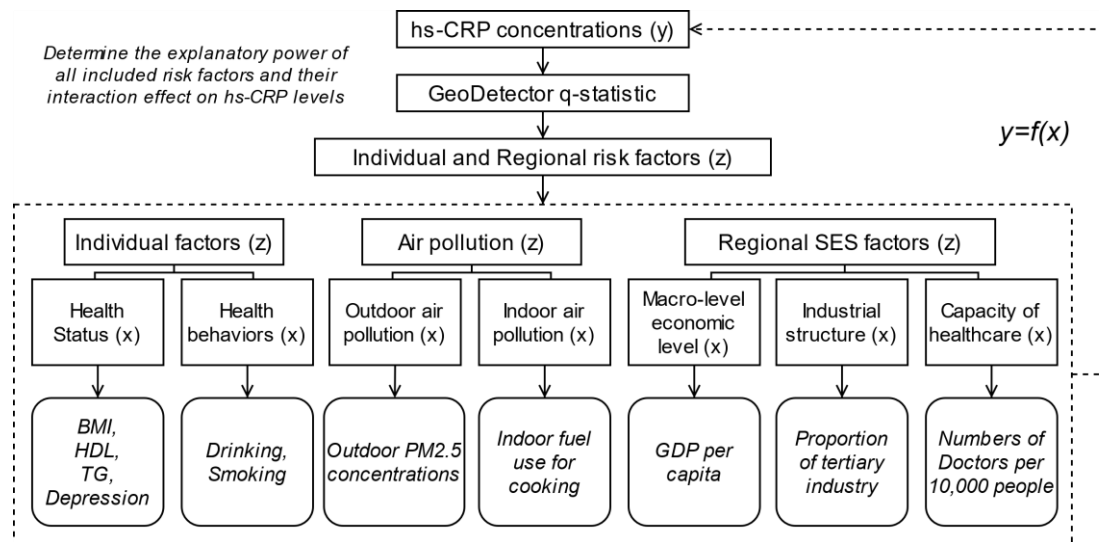 hs-CRP concentrations (y)
Determine the explanatory power of
all included risk factors and their
interaction effect on hs-CRP levels
GeoDetector q-statistic
y=f(x)
Individual and Regional risk factors (z)
Individual factors (z)
Air pollution (z)
Regional SES factors (z)
Health
Status (x)
Health
behaviors (x)
Outdoor air
pollution (x)
Indoor air
pollution (x)
Macro-level
economic
level (x)
Industrial
structure (x)
Capacity of
healthcare (x)
BMI,
HDL,
TG,
Depression
Drinking,
Smoking
Outdoor PM2.5
concentrations
Indoor fuel
use for
cooking
GDP per
capita
Proportion
of tertiary
industry
Numbers of
Doctors per
10,000 people